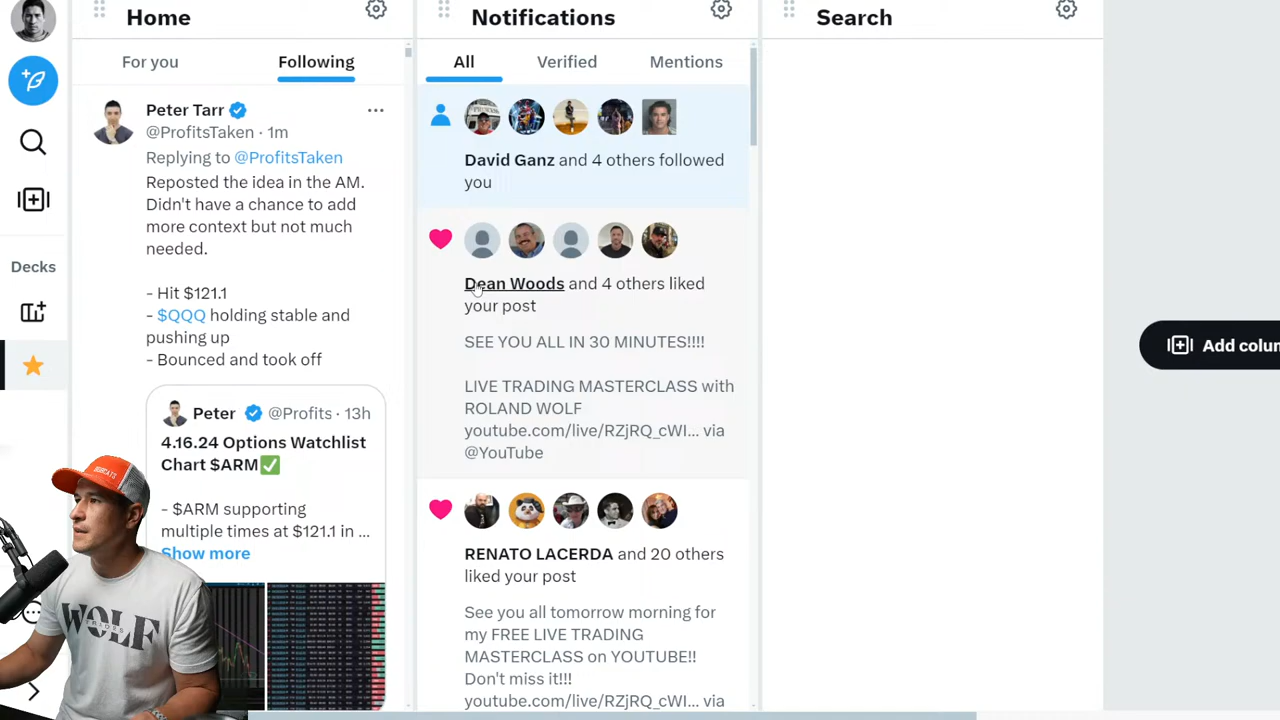 Home
For you
Following
Peter Tarr
@ProfitsTaken · 1m
Replying to @ProfitsTaken
Reposted the idea in the AM.
Didn't have a chance to add
more context but not much
needed.
- Hit $121.1
- $QQQ holding stable and
pushing up
- Bounced and took off
Peter @Profits · 13h
4.16.24 Options Watchlist
Chart $ARM✅
- $ARM supporting
multiple times at $121.1 in ...
Show more
Decks
Notifications
All
Verified
Mentions
David Ganz and 4 others followed
you
Dean Woods and 4 others liked
your post
SEE YOU ALL IN 30 MINUTES!!!!
LIVE TRADING MASTERCLASS with
ROLAND WOLF
youtube.com/live/RZjRQ_cWI... via
@YouTube
RENATO LACERDA and 20 others
liked your post
See you all tomorrow morning for
my FREE LIVE TRADING
MASTERCLASS on YOUTUBE!!
Don't miss it!!!
youtube.com/live/RZjRQ_cWI... via
Search
Add colum
BOBCATS